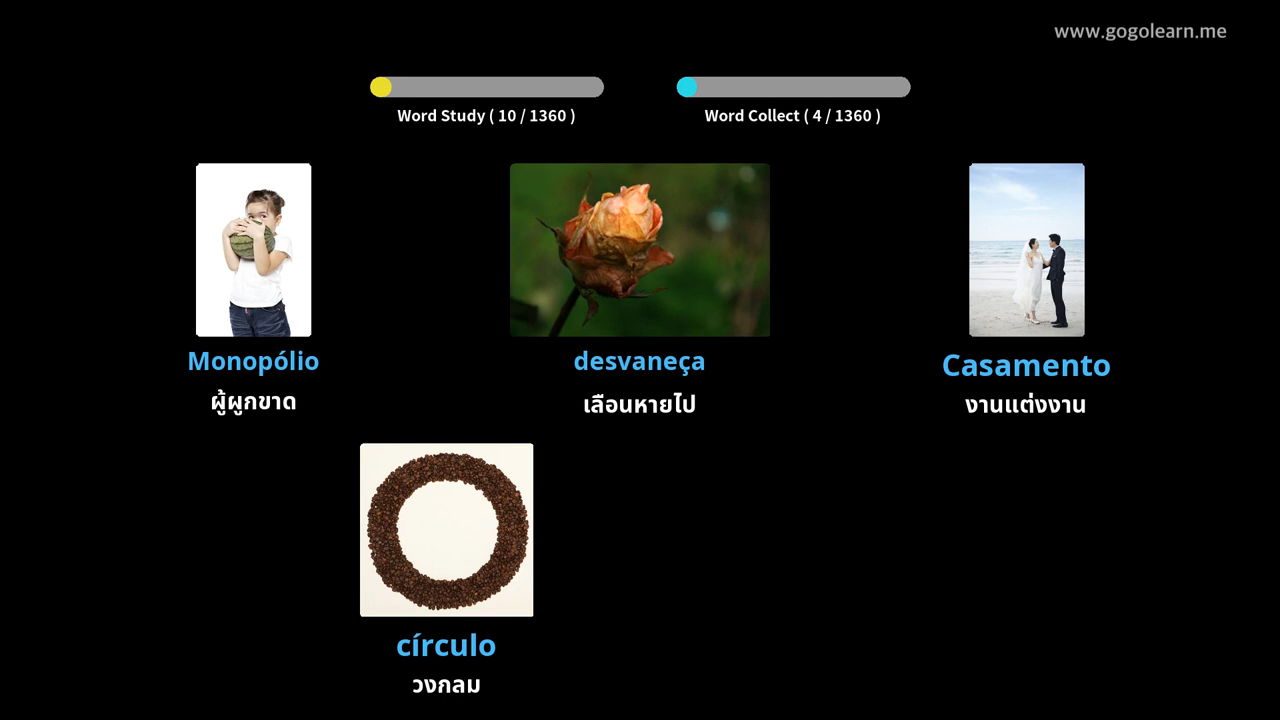 www.gogolearn.me
Word Study ( 10 / 1360 )
Word Collect ( 4 / 1360 )
Monopólio
ผู้ผูกขาด
desvaneça
เลือนหายไป
Casamento
งานแต่งงาน
círculo
วงกลม